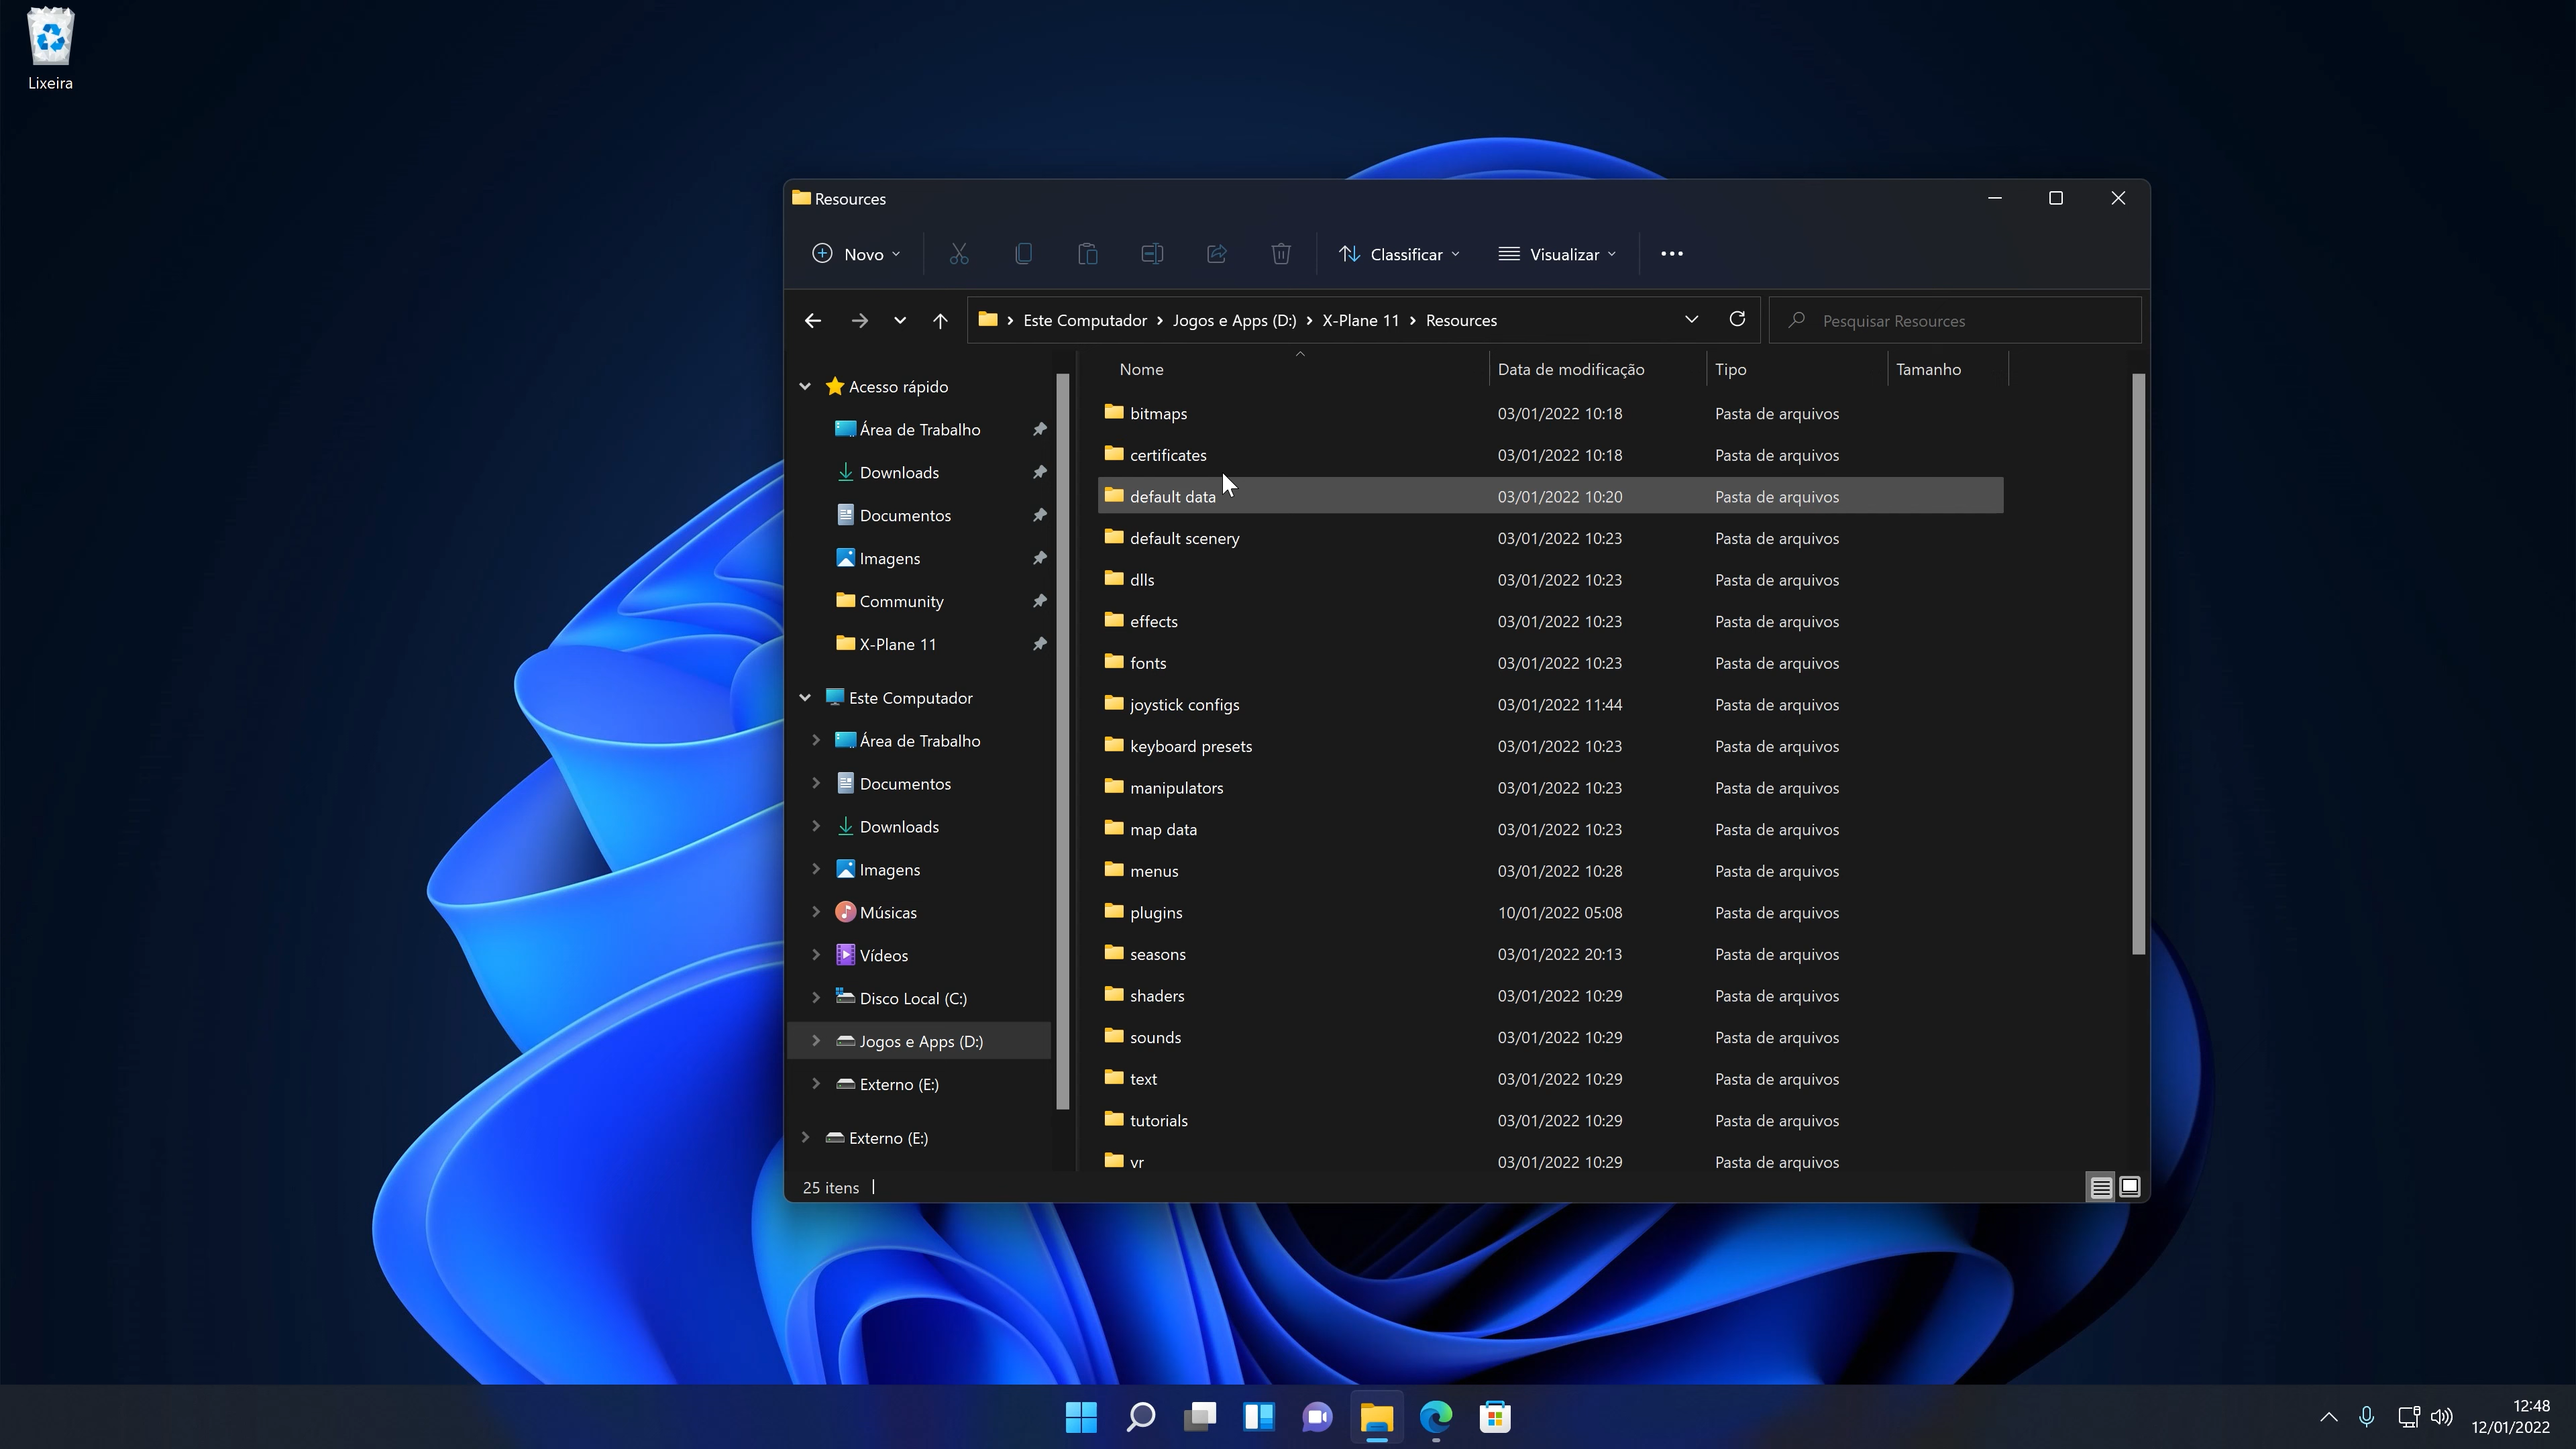 Lixeira
Resources
Novo
Classificar
Visualizar
Este Computador
Jogos e Apps (D:)
X-Plane 11
Resources
Pesquisar Resources
Acesso rápido
Área de Trabalho
Downloads
Documentos
Imagens
Community
X-Plane 11
Este Computador
Área de Trabalho
Documentos
Downloads
Imagens
Músicas
Vídeos
Disco Local (C:)
Jogos e Apps (D:)
Externo (E:)
Externo (E:)
Nome Data de modificação Tipo Tamanho
bitmaps 03/01/2022 10:18 Pasta de arquivos
certificates 03/01/2022 10:18 Pasta de arquivos
default data 03/01/2022 10:20 Pasta de arquivos
default scenery 03/01/2022 10:23 Pasta de arquivos
dlls 03/01/2022 10:23 Pasta de arquivos
effects 03/01/2022 10:23 Pasta de arquivos
fonts 03/01/2022 10:23 Pasta de arquivos
joystick configs 03/01/2022 11:44 Pasta de arquivos
keyboard presets 03/01/2022 10:23 Pasta de arquivos
manipulators 03/01/2022 10:23 Pasta de arquivos
map data 03/01/2022 10:23 Pasta de arquivos
menus 03/01/2022 10:28 Pasta de arquivos
plugins 10/01/2022 05:08 Pasta de arquivos
seasons 03/01/2022 20:13 Pasta de arquivos
shaders 03/01/2022 10:29 Pasta de arquivos
sounds 03/01/2022 10:29 Pasta de arquivos
text 03/01/2022 10:29 Pasta de arquivos
tutorials 03/01/2022 10:29 Pasta de arquivos
vr 03/01/2022 10:29 Pasta de arquivos
25 itens
12:48
12/01/2022